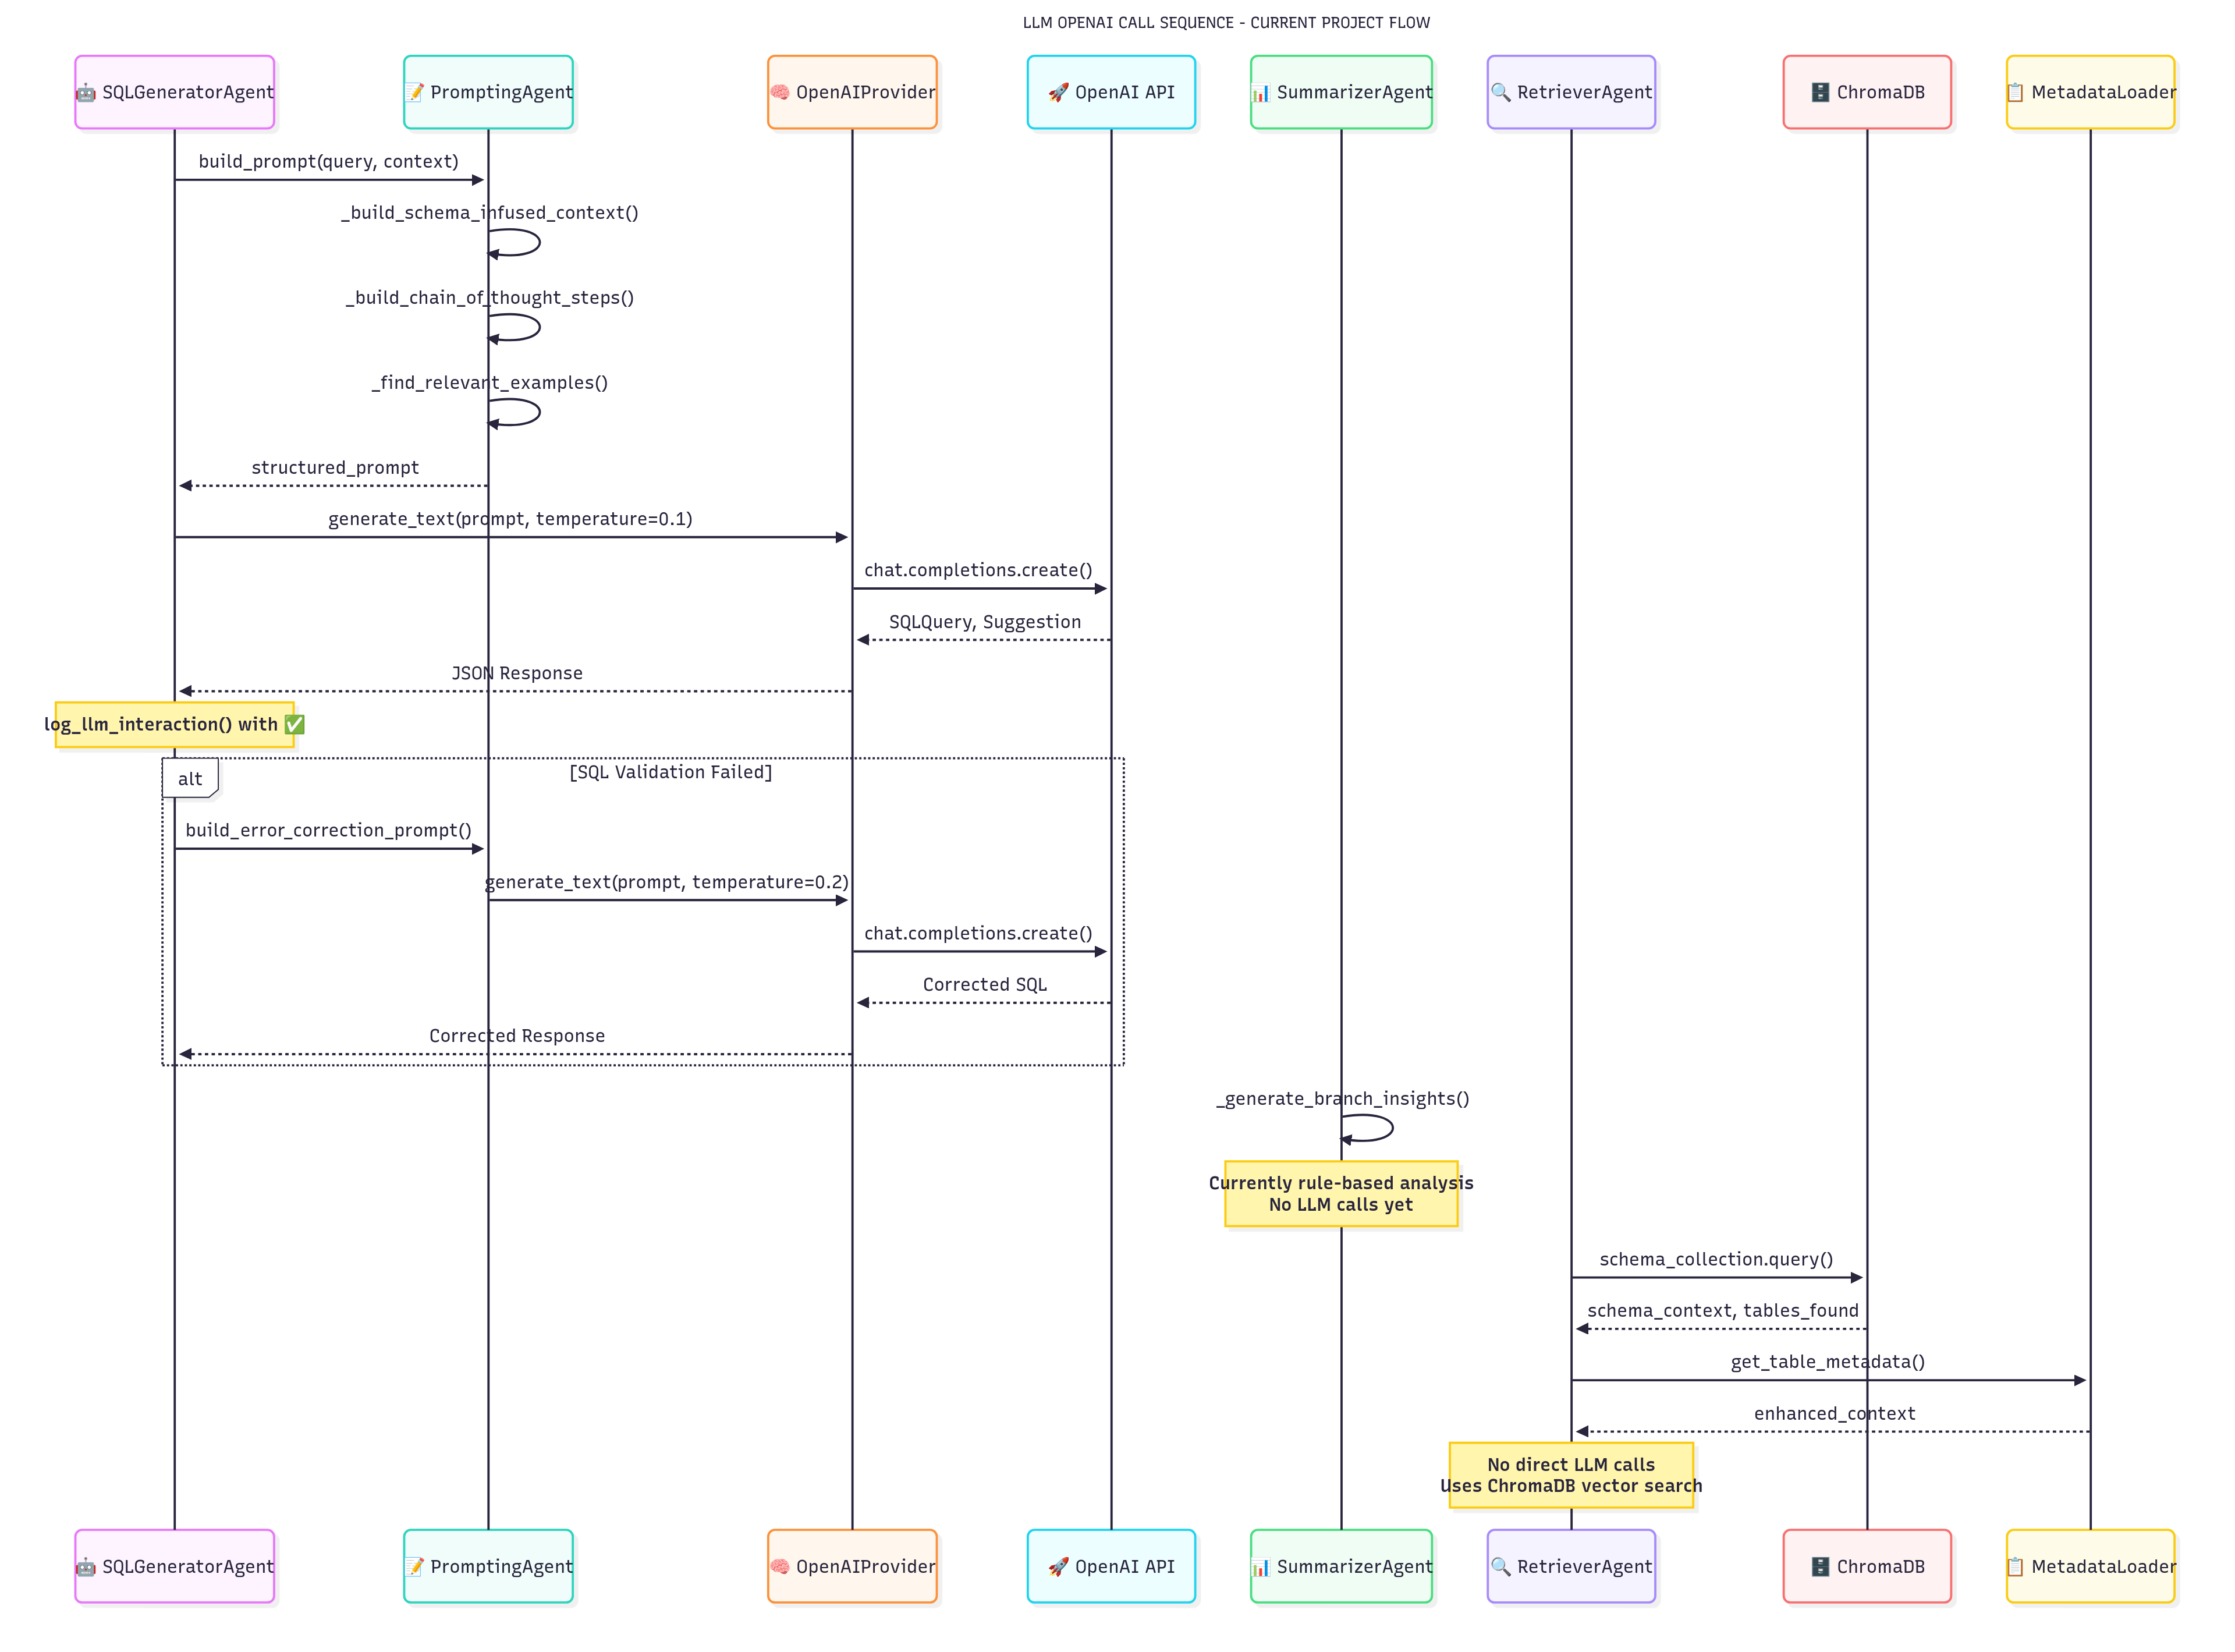 LLM OPENAI CALL SEQUENCE - CURRENT PROJECT FLOW
🤖 SQLGeneratorAgent
📝 PromptingAgent
🧠 OpenAIProvider
🚀 OpenAI API
📊 SummarizerAgent
🔍 RetrieverAgent
🗄️ ChromaDB
📋 MetadataLoader
build_prompt(query, context)
_build_schema_infused_context()
_build_chain_of_thought_steps()
_find_relevant_examples()
structured_prompt
generate_text(prompt, temperature=0.1)
chat.completions.create()
SQLQuery, Suggestion
JSON Response
log_llm_interaction() with ✅
alt
[SQL Validation Failed]
build_error_correction_prompt()
generate_text(prompt, temperature=0.2)
chat.completions.create()
Corrected SQL
Corrected Response
_generate_branch_insights()
Currently rule-based analysis
No LLM calls yet
schema_collection.query()
schema_context, tables_found
get_table_metadata()
enhanced_context
No direct LLM calls
Uses ChromaDB vector search
🤖 SQLGeneratorAgent
📝 PromptingAgent
🧠 OpenAIProvider
🚀 OpenAI API
📊 SummarizerAgent
🔍 RetrieverAgent
🗄️ ChromaDB
📋 MetadataLoader